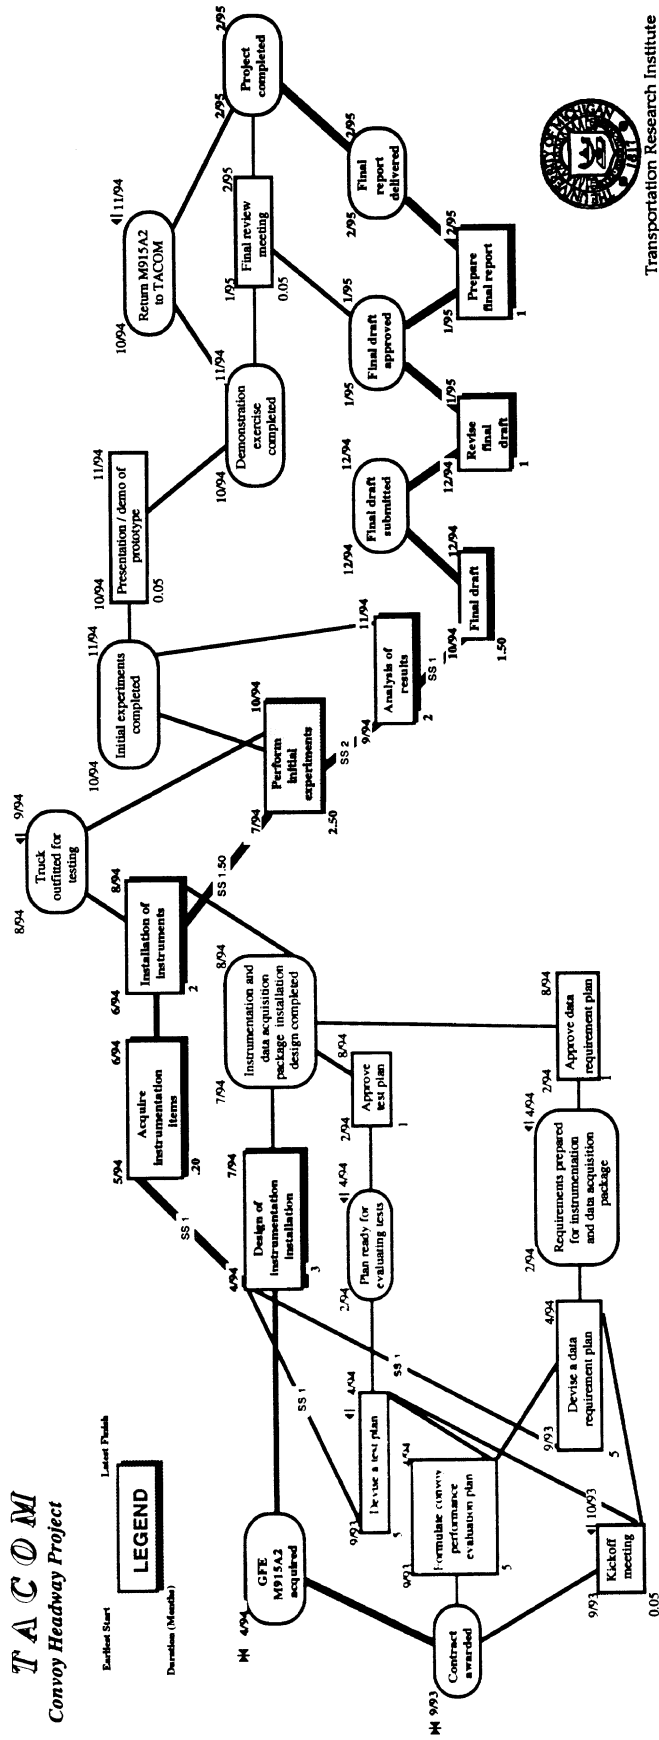 T A C O M
Convoy Headway Project
Earliest Start
Latest Finish
LEGEND
Duration (Months)
9/93
Contract
awarded
4/94
GFE
M915A2
acquired
9/93
Formulate convoy
performance
evaluation plan
5
9/93
10/93
Kickoff
meeting
0.05
9/93
4/94
Devise a test plan
5
9/93
4/94
Devise a data
requirement plan
5
SS 1
SS 1
SS 1
4/94
7/94
Design of
instrumentation
installation
3
2/94
4/94
Plan ready for
evaluating tests
2/94
4/94
Requirements prepared
for instrumentation
and data acquisition
package
2/94
8/94
Approve
test plan
1
2/94
8/94
Approve data
requirement plan
1
5/94
6/94
Acquire
instrumentation
items
.20
7/94
8/94
Instrumentation and
data acquisition
package installation
design completed
6/94
8/94
Installation of
instruments
2
SS 1.50
8/94
9/94
Truck
outfitted for
testing
7/94
10/94
Perform
initial
experiments
2.50
SS 2
9/94
11/94
Analysis of
results
2
SS 1
10/94
11/94
Initial experiments
completed
10/94
12/94
Final draft
1.50
10/94
11/94
Presentation / demo of
prototype
0.05
12/94
12/94
Final draft
submitted
10/94
11/94
Demonstration
exercise
completed
12/94
1/95
Revise
final
draft
1
10/94
11/94
Return M915A2
to TACOM
1/95
1/95
Final draft
approved
1/95
2/95
Final review
meeting
0.05
1/95
2/95
Prepare
final report
1
2/95
2/95
Final
report
delivered
2/95
2/95
Project
completed
THE UNIVERSITY OF MICHIGAN
1817
Transportation Research Institute